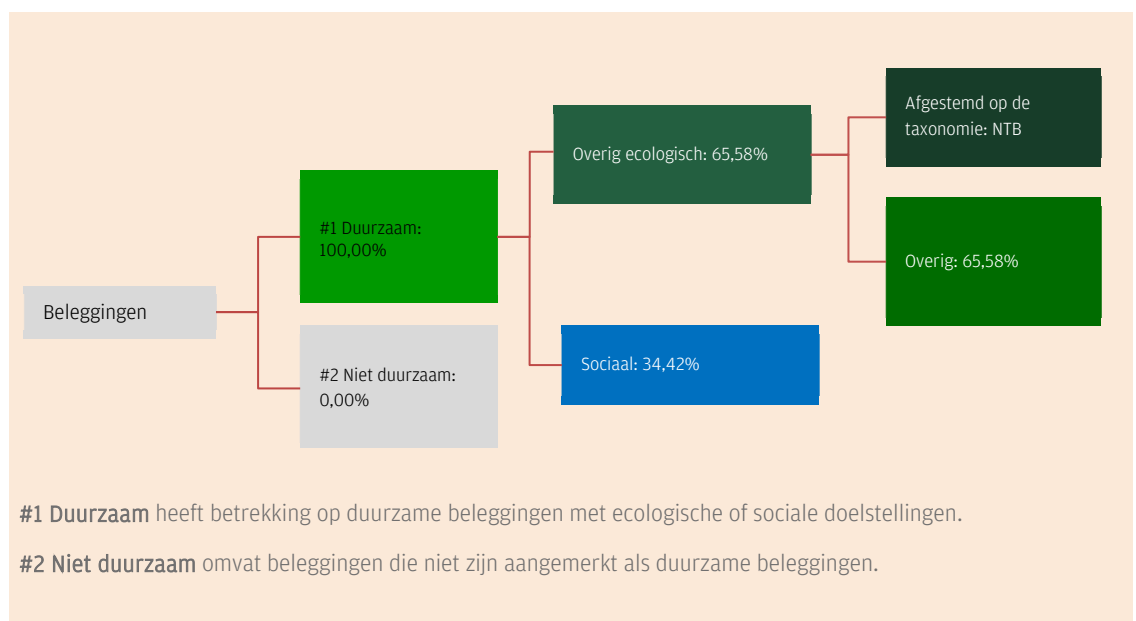 Beleggingen
#1 Duurzaam:
100,00%
#2 Niet duurzaam:
0,00%
Overig ecologisch: 65,58%
Sociaal: 34,42%
Afgestemd op de
taxonomie: NTB
Overig: 65,58%
#1 Duurzaam heeft betrekking op duurzame beleggingen met ecologische of sociale doelstellingen.
#2 Niet duurzaam omvat beleggingen die niet zijn aangemerkt als duurzame beleggingen.